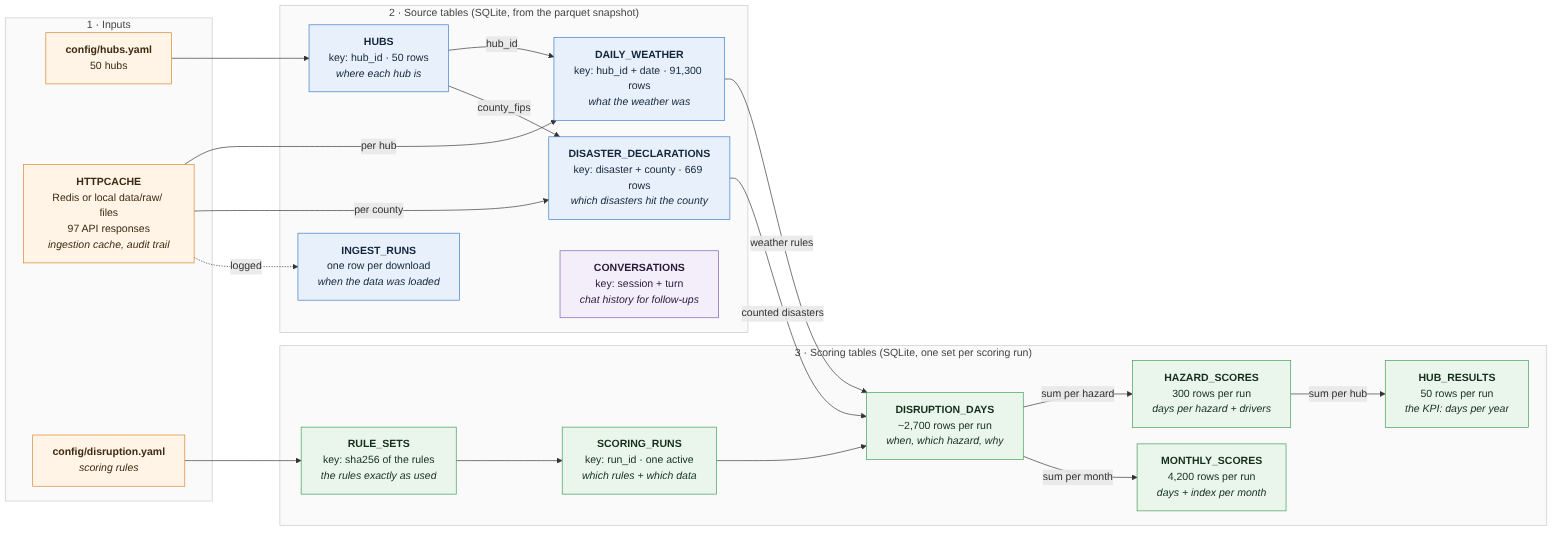 1 · Inputs
config/hubs.yaml
50 hubs
HTTPCACHE
Redis or local data/raw/
files
97 API responses
ingestion cache, audit trail
config/disruption.yaml
scoring rules
2 · Source tables (SQLite, from the parquet snapshot)
HUBS
key: hub_id · 50 rows
where each hub is
hub_id
county_fips
DAILY_WEATHER
key: hub_id + date · 91,300
rows
what the weather was
per hub
DISASTER_DECLARATIONS
key: disaster + county · 669
rows
which disasters hit the county
per county
INGEST_RUNS
one row per download
when the data was loaded
logged
CONVERSATIONS
key: session + turn
chat history for follow-ups
weather rules
counted disasters
3 · Scoring tables (SQLite, one set per scoring run)
RULE_SETS
key: sha256 of the rules
the rules exactly as used
SCORING_RUNS
key: run_id · one active
which rules + which data
DISRUPTION_DAYS
~2,700 rows per run
when, which hazard, why
sum per hazard
HAZARD_SCORES
300 rows per run
days per hazard + drivers
sum per hub
HUB_RESULTS
50 rows per run
the KPI: days per year
sum per month
MONTHLY_SCORES
4,200 rows per run
days + index per month